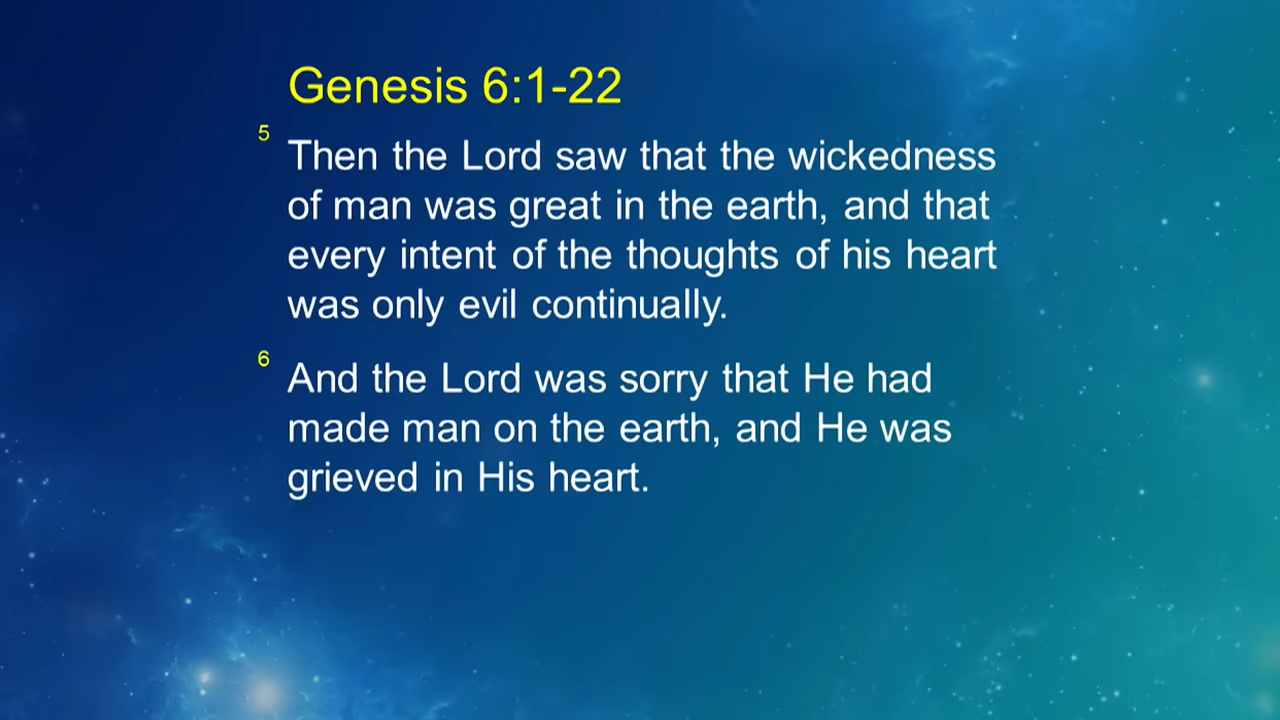 Genesis 6:1-22
5
Then the Lord saw that the wickedness
of man was great in the earth, and that
every intent of the thoughts of his heart
was only evil continually.
6
And the Lord was sorry that He had
made man on the earth, and He was
grieved in His heart.